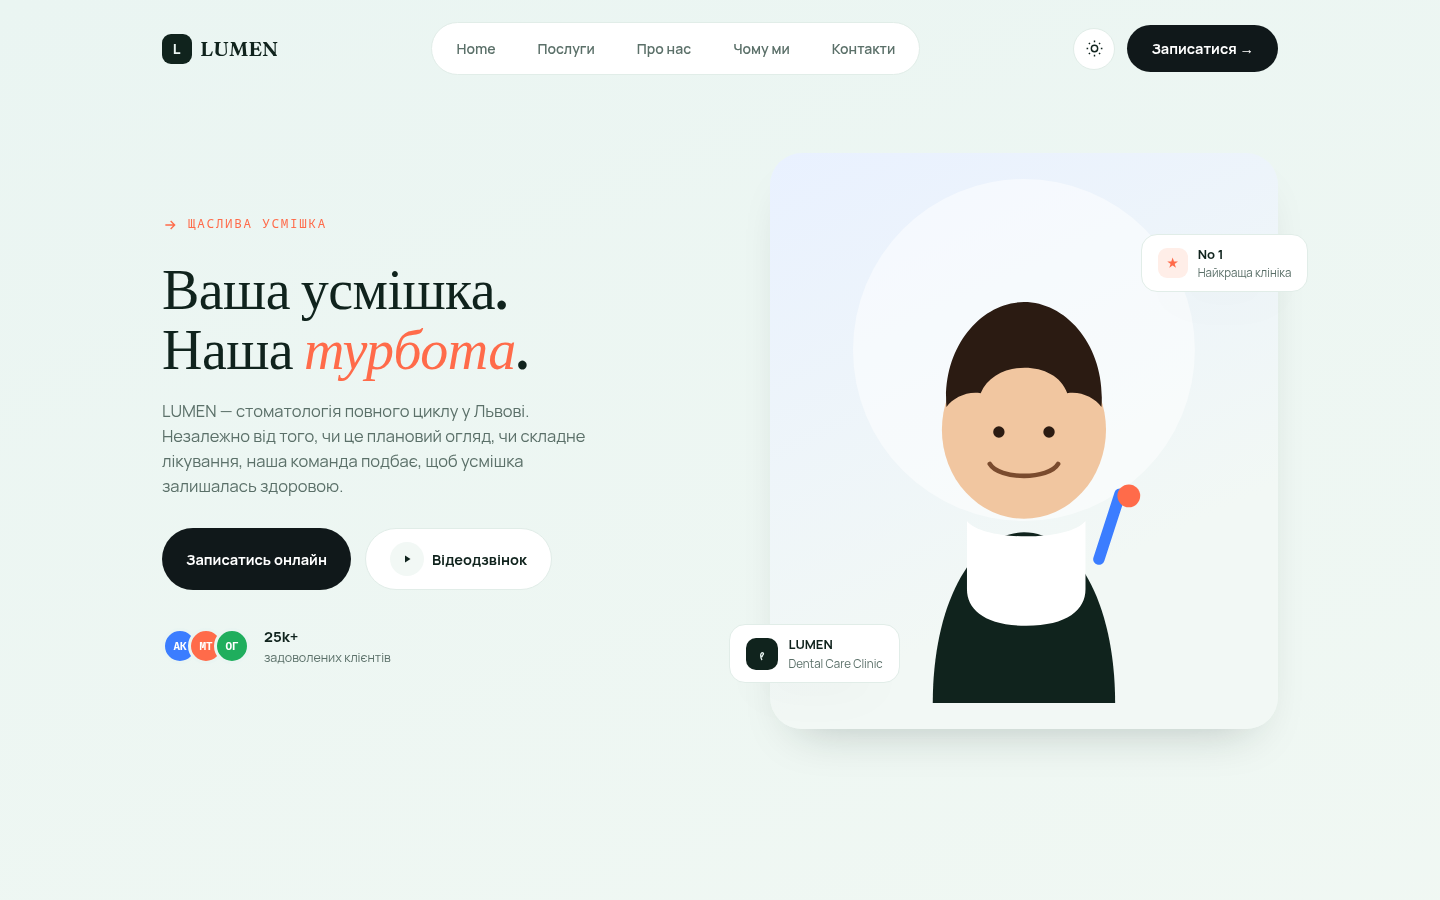 L LUMEN
Home Послуги Про нас Чому ми Контакти
Записатися →
→ ЩАСЛИВА УСМІШКА
Ваша усмішка.
Наша турбота.
LUMEN — стоматологія повного циклу у Львові.
Незалежно від того, чи це плановий огляд, чи складне
лікування, наша команда подбає, щоб усмішка
залишалась здоровою.
Записатись онлайн
Відеодзвінок
АК МТ ОГ
25k+
задоволених клієнтів
No 1
Найкраща клініка
LUMEN
Dental Care Clinic